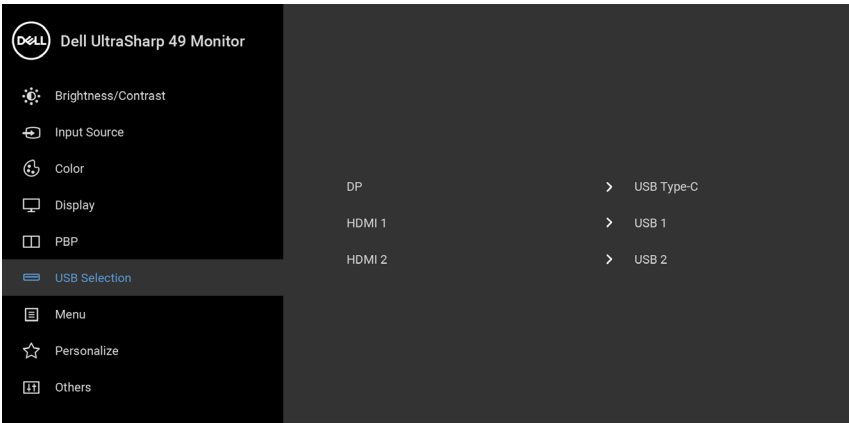 DELL
Dell UltraSharp 49 Monitor
Brightness/Contrast
Input Source
Color
Display
PBP
USB Selection
Menu
Personalize
Others
DP USB Type-C
HDMI 1 USB 1
HDMI 2 USB 2